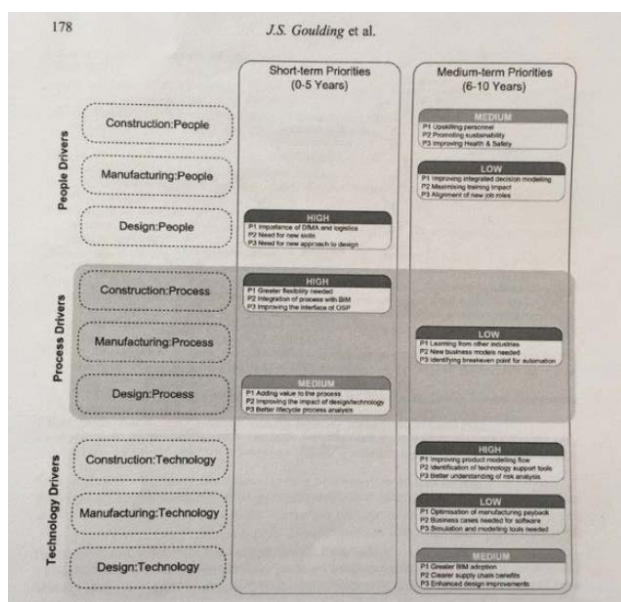 178
J.S. Goulding et al.
Short-term Priorities
(0-5 Years)
Medium-term Priorities
(6-10 Years)
People Drivers
Construction:People
MEDIUM
P1 Upskilling personnel
P2 Promoting sustainability
P3 Improving Health & Safety
Manufacturing:People
LOW
P1 Improving integrated decision modelling
P2 Maximising training impact
P3 Alignment of new job roles
Design:People
HIGH
P1 Importance of DfMA and logistics
P2 Need for new skills
P3 Need for new approach to design
Process Drivers
Construction:Process
HIGH
P1 Greater flexibility needed
P2 Integration of process with BIM
P3 Improving the interface of OSP
Manufacturing:Process
LOW
P1 Learning from other industries
P2 New business models needed
P3 Identifying breakeven point for automation
Design:Process
MEDIUM
P1 Adding value to the process
P2 Improving the impact of design/technology
P3 Better lifecycle process analysis
Technology Drivers
Construction:Technology
HIGH
P1 Improving product modelling flow
P2 Identification of technology support tools
P3 Better understanding of risk analysis
Manufacturing:Technology
LOW
P1 Optimisation of manufacturing payback
P2 Business cases needed for software
P3 Simulation and modelling tools needed
Design:Technology
MEDIUM
P1 Greater BIM adoption
P2 Clearer supply chain benefits
P3 Enhanced design improvements